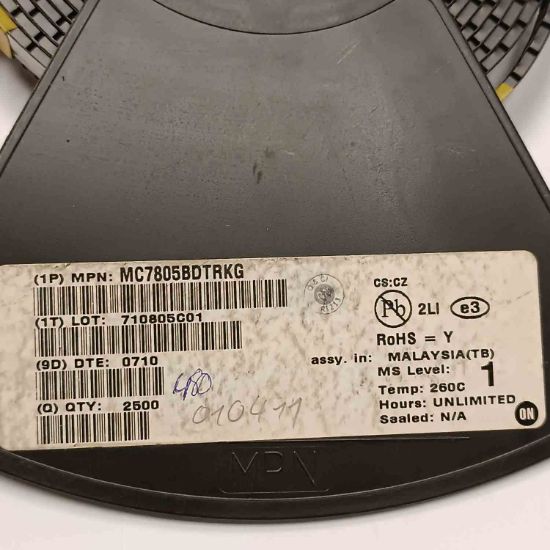 (1P) MPN: MC7805BDTRKG
(1T) LOT: 710805C01
(9D) DTE: 0710
(Q) QTY: 2500
480
010411
CS:CZ
Pb 2LI e3
RoHS = Y
assy. in: MALAYSIA(TB)
MS Level: 1
Temp: 260C
Hours: UNLIMITED
Sealed: N/A
ON
MPN